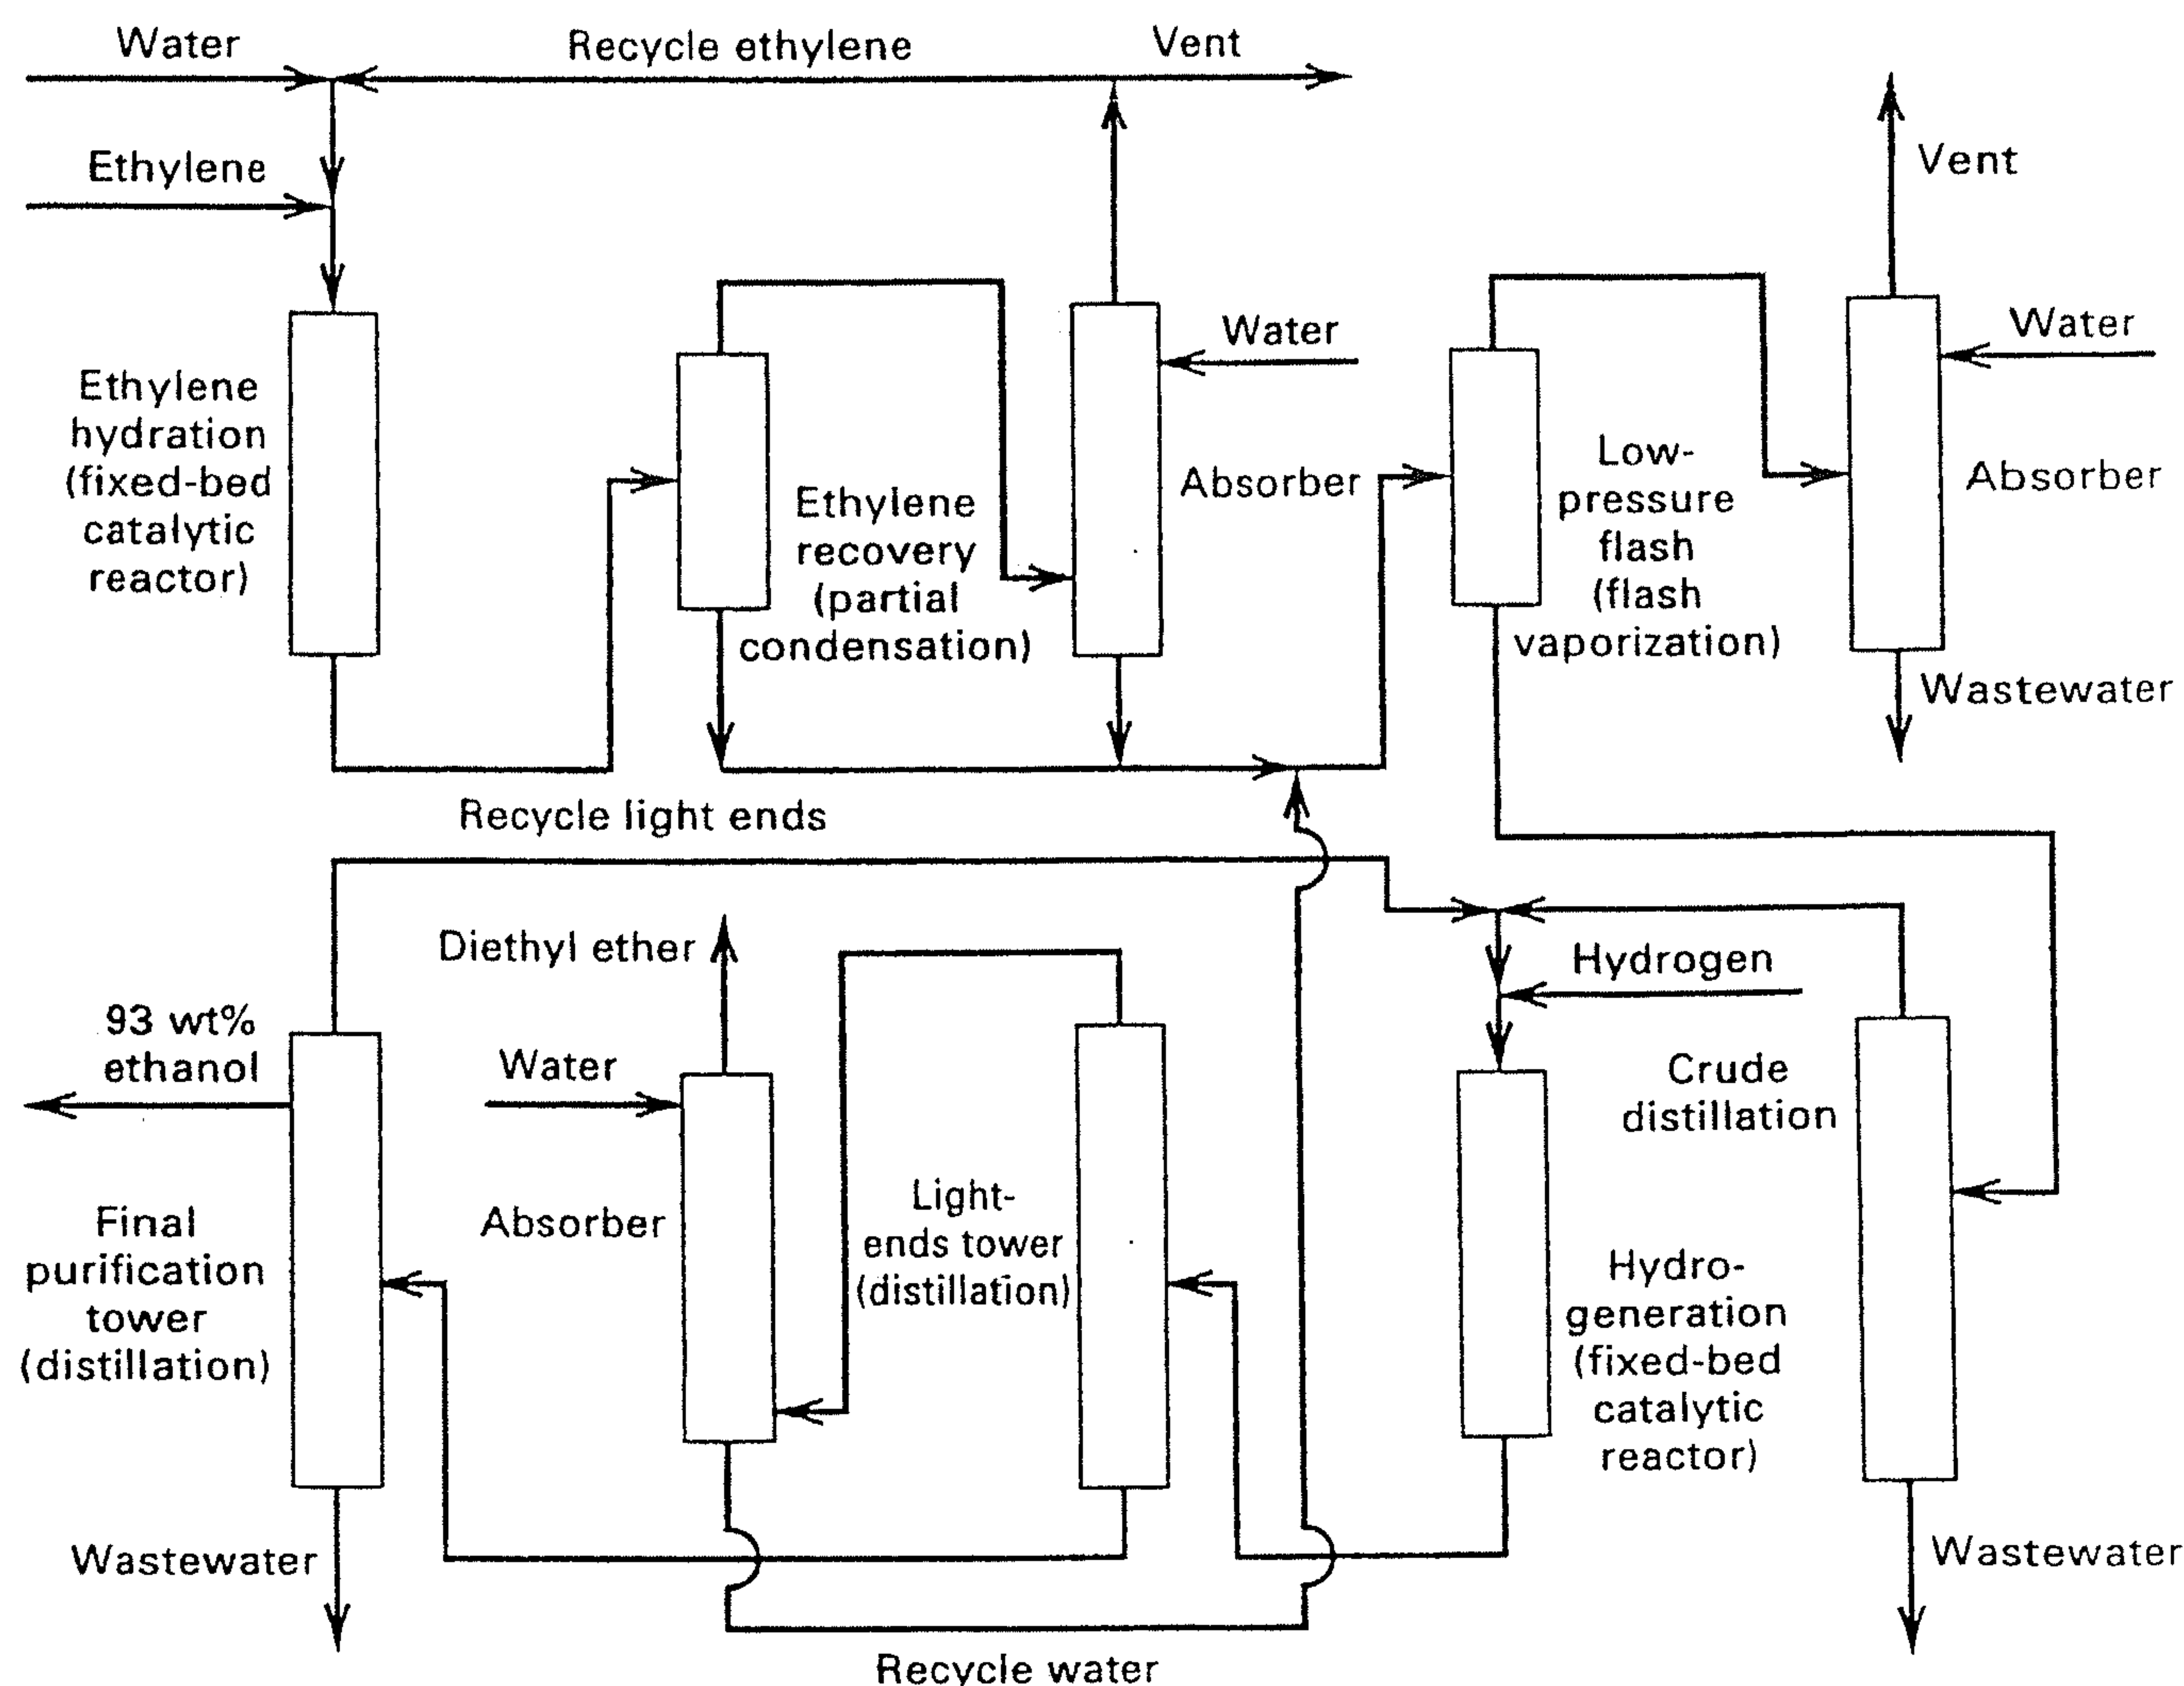 Water
Recycle ethylene
Vent
Vent
Ethylene
Water
Water
Ethylene
hydration
(fixed-bed
catalytic
reactor)
Ethylene
recovery
(partial
condensation)
Absorber
Low-
pressure
flash
(flash
vaporization)
Absorber
Wastewater
Recycle light ends
Diethyl ether
Hydrogen
93 wt%
ethanol
Water
Crude
distillation
Final
purification
tower
(distillation)
Absorber
Light-
ends tower
(distillation)
Hydro-
generation
(fixed-bed
catalytic
reactor)
Wastewater
Wastewater
Recycle water